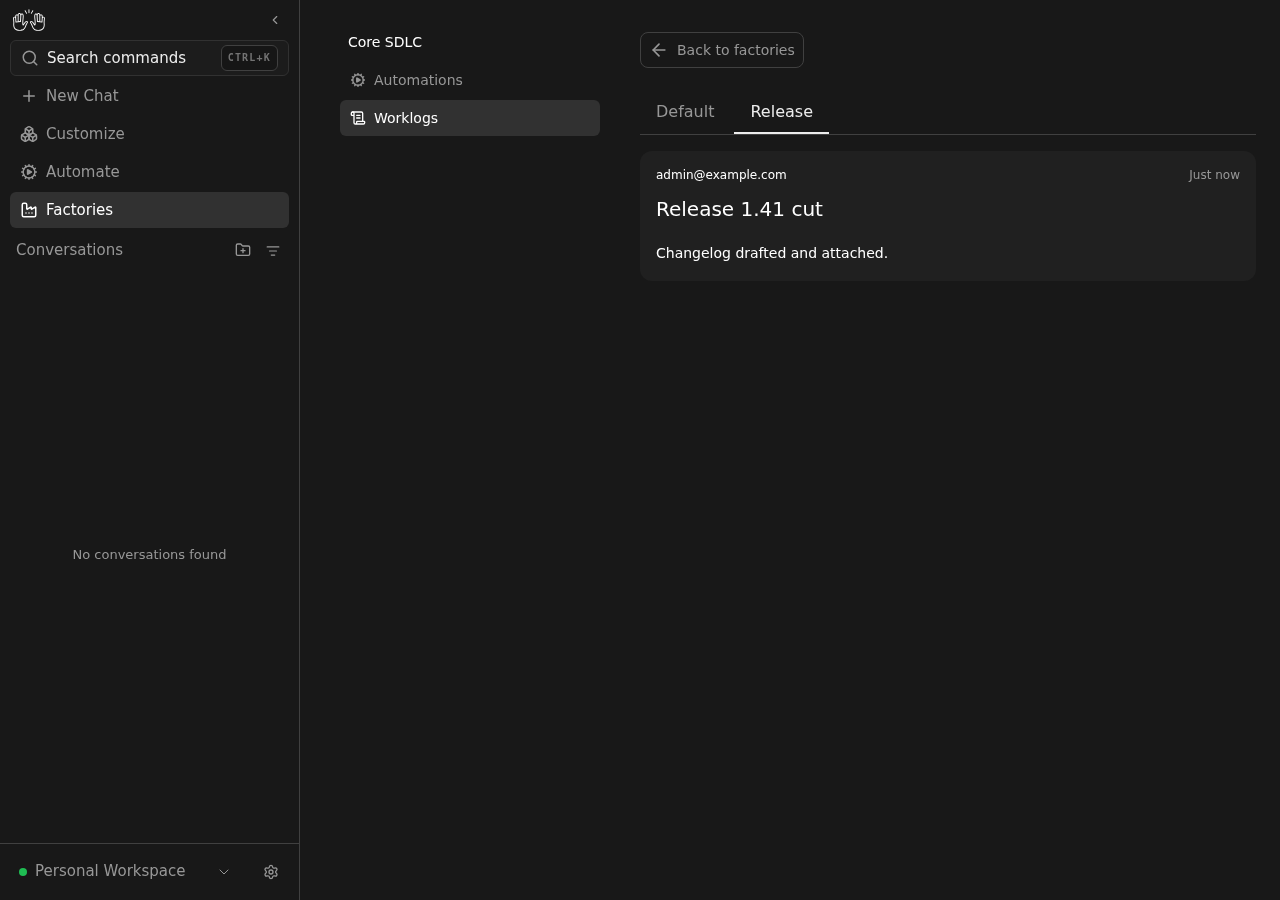 Search commands CTRL+K
New Chat
Customize
Automate
Factories
Conversations
No conversations found
Personal Workspace
Core SDLC
Automations
Worklogs
Back to factories
Default Release
admin@example.com Just now
Release 1.41 cut
Changelog drafted and attached.